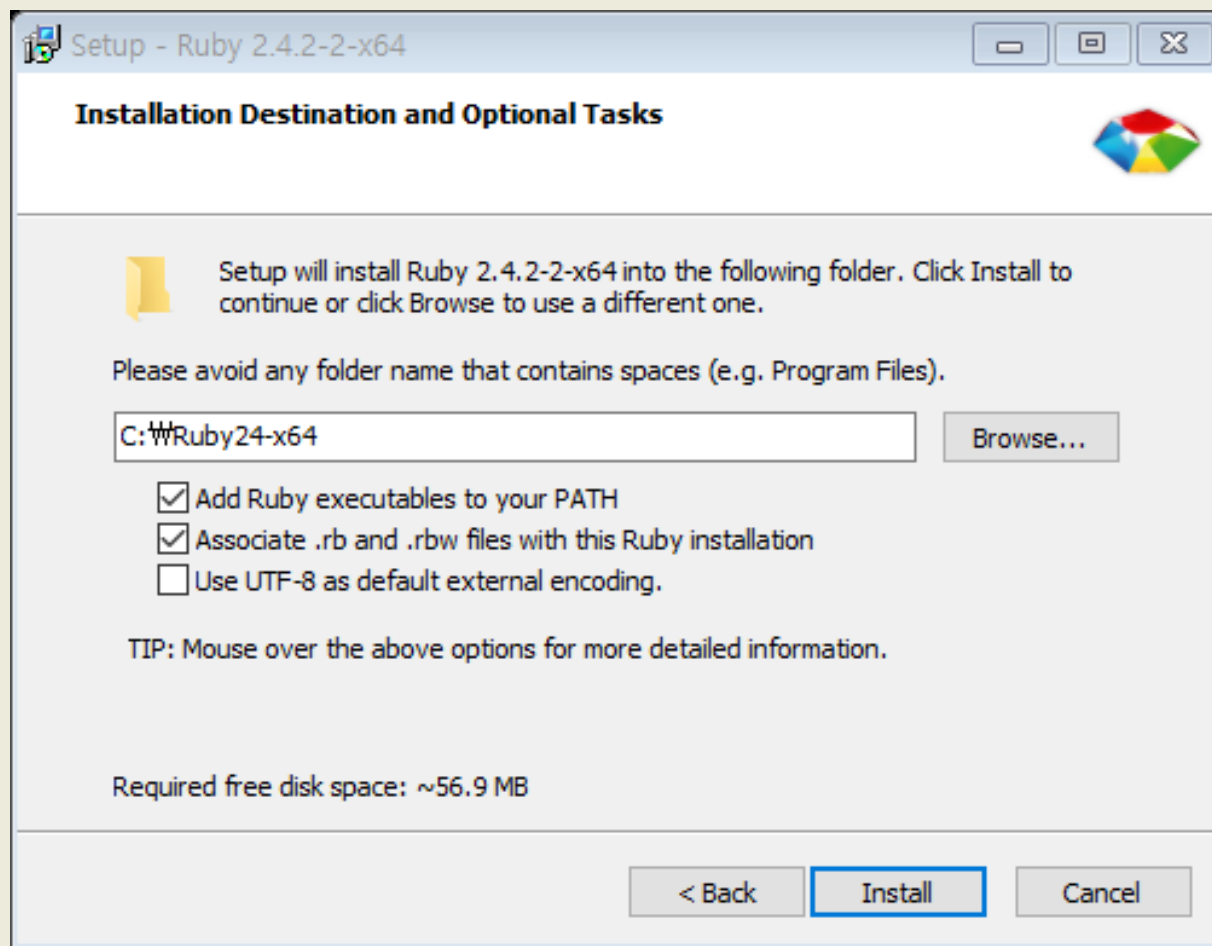 Setup - Ruby 2.4.2-2-x64
Installation Destination and Optional Tasks
Setup will install Ruby 2.4.2-2-x64 into the following folder. Click Install to
continue or click Browse to use a different one.
Please avoid any folder name that contains spaces (e.g. Program Files).
C:₩Ruby24-x64
Browse...
Add Ruby executables to your PATH
Associate .rb and .rbw files with this Ruby installation
Use UTF-8 as default external encoding.
TIP: Mouse over the above options for more detailed information.
Required free disk space: ~56.9 MB
< Back
Install
Cancel